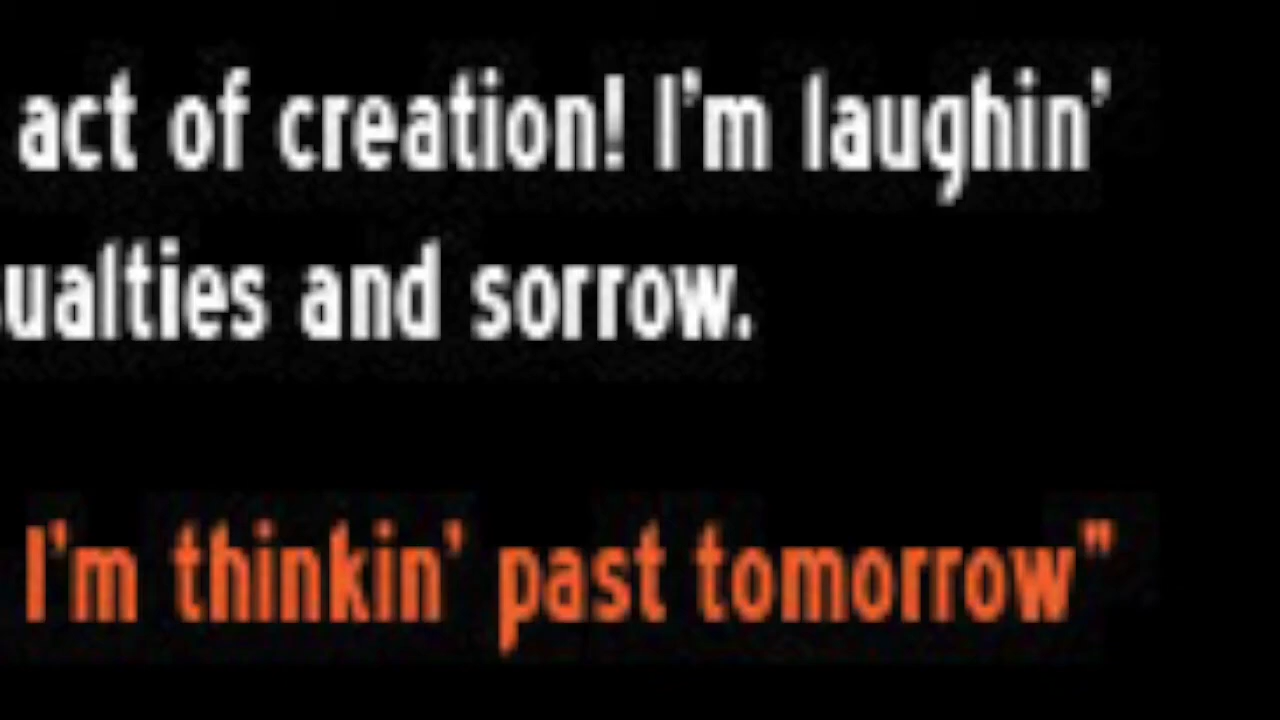 act of creation! I’m laughin’
ualties and sorrow.
I’m thinkin’ past tomorrow”